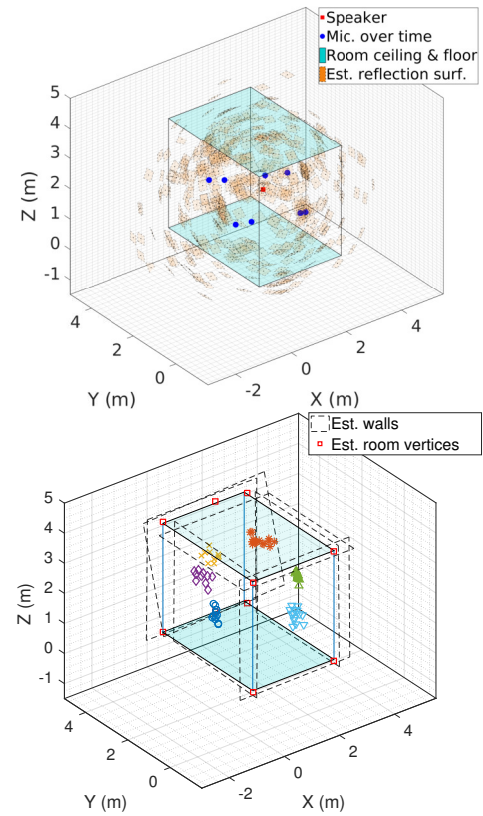 Speaker
Mic. over time
Room ceiling & floor
Est. reflection surf.
5
4
3
2
1
0
-1
Z (m)
4
2
0
Y (m)
-2
0
2
4
X (m)
Est. walls
Est. room vertices
5
4
3
2
1
0
-1
Z (m)
4
2
0
Y (m)
-2
0
2
4
X (m)